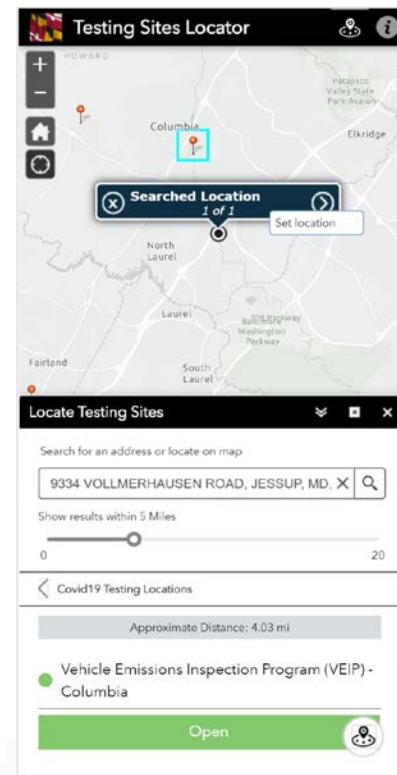 Testing Sites Locator
HOWARD
Patapsco
Valley State
Park-Avalon
Columbia
Elkridge
Searched Location
1 of 1
Set location
North
Laurel
Laurel
Baltimore
Washington
Parkway
Fairland
South
Laurel
Locate Testing Sites
Search for an address or locate on map
9334 VOLLMERHAUSEN ROAD, JESSUP, MD,
Show results within 5 Miles
0
20
Covid19 Testing Locations
Approximate Distance: 4.03 mi
Vehicle Emissions Inspection Program (VEIP) -
Columbia
Open